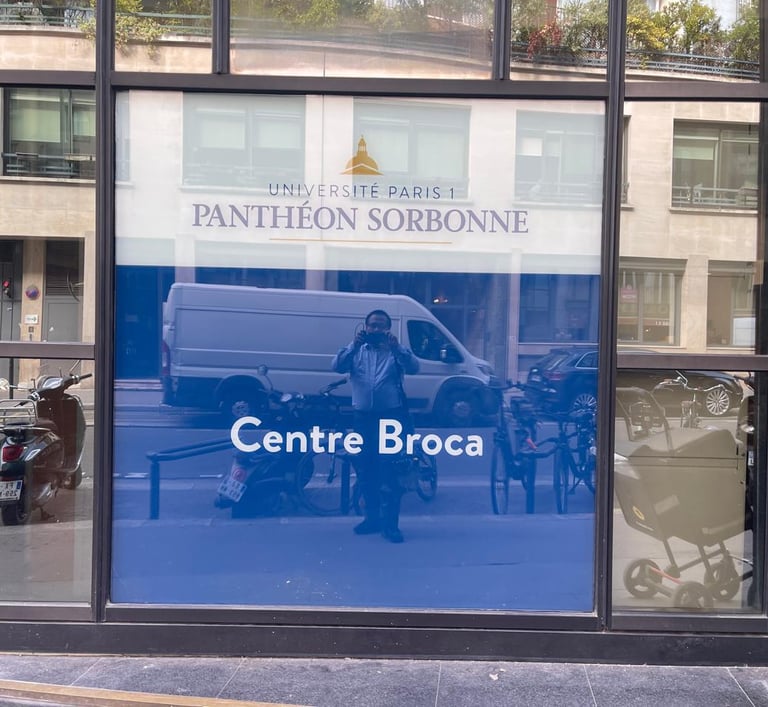 UNIVERSITÉ PARIS 1
PANTHÉON SORBONNE
Centre Broca